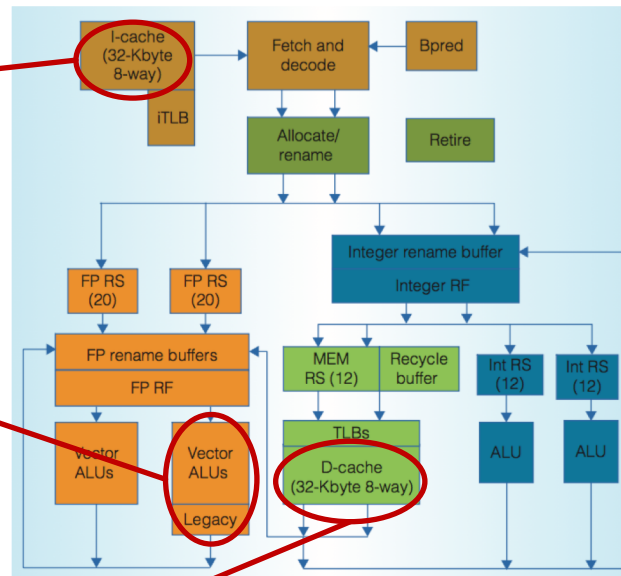 I-cache
(32-Kbyte
8-way)
iTLB
Fetch and
decode
Bpred
Allocate/
rename
Retire
Integer rename buffer
Integer RF
FP RS
(20)
FP RS
(20)
FP rename buffers
FP RF
MEM
RS (12)
Recycle
buffer
Int RS
(12)
Int RS
(12)
Vector
ALUs
Vector
ALUs
Legacy
TLBs
D-cache
(32-Kbyte 8-way)
ALU
ALU